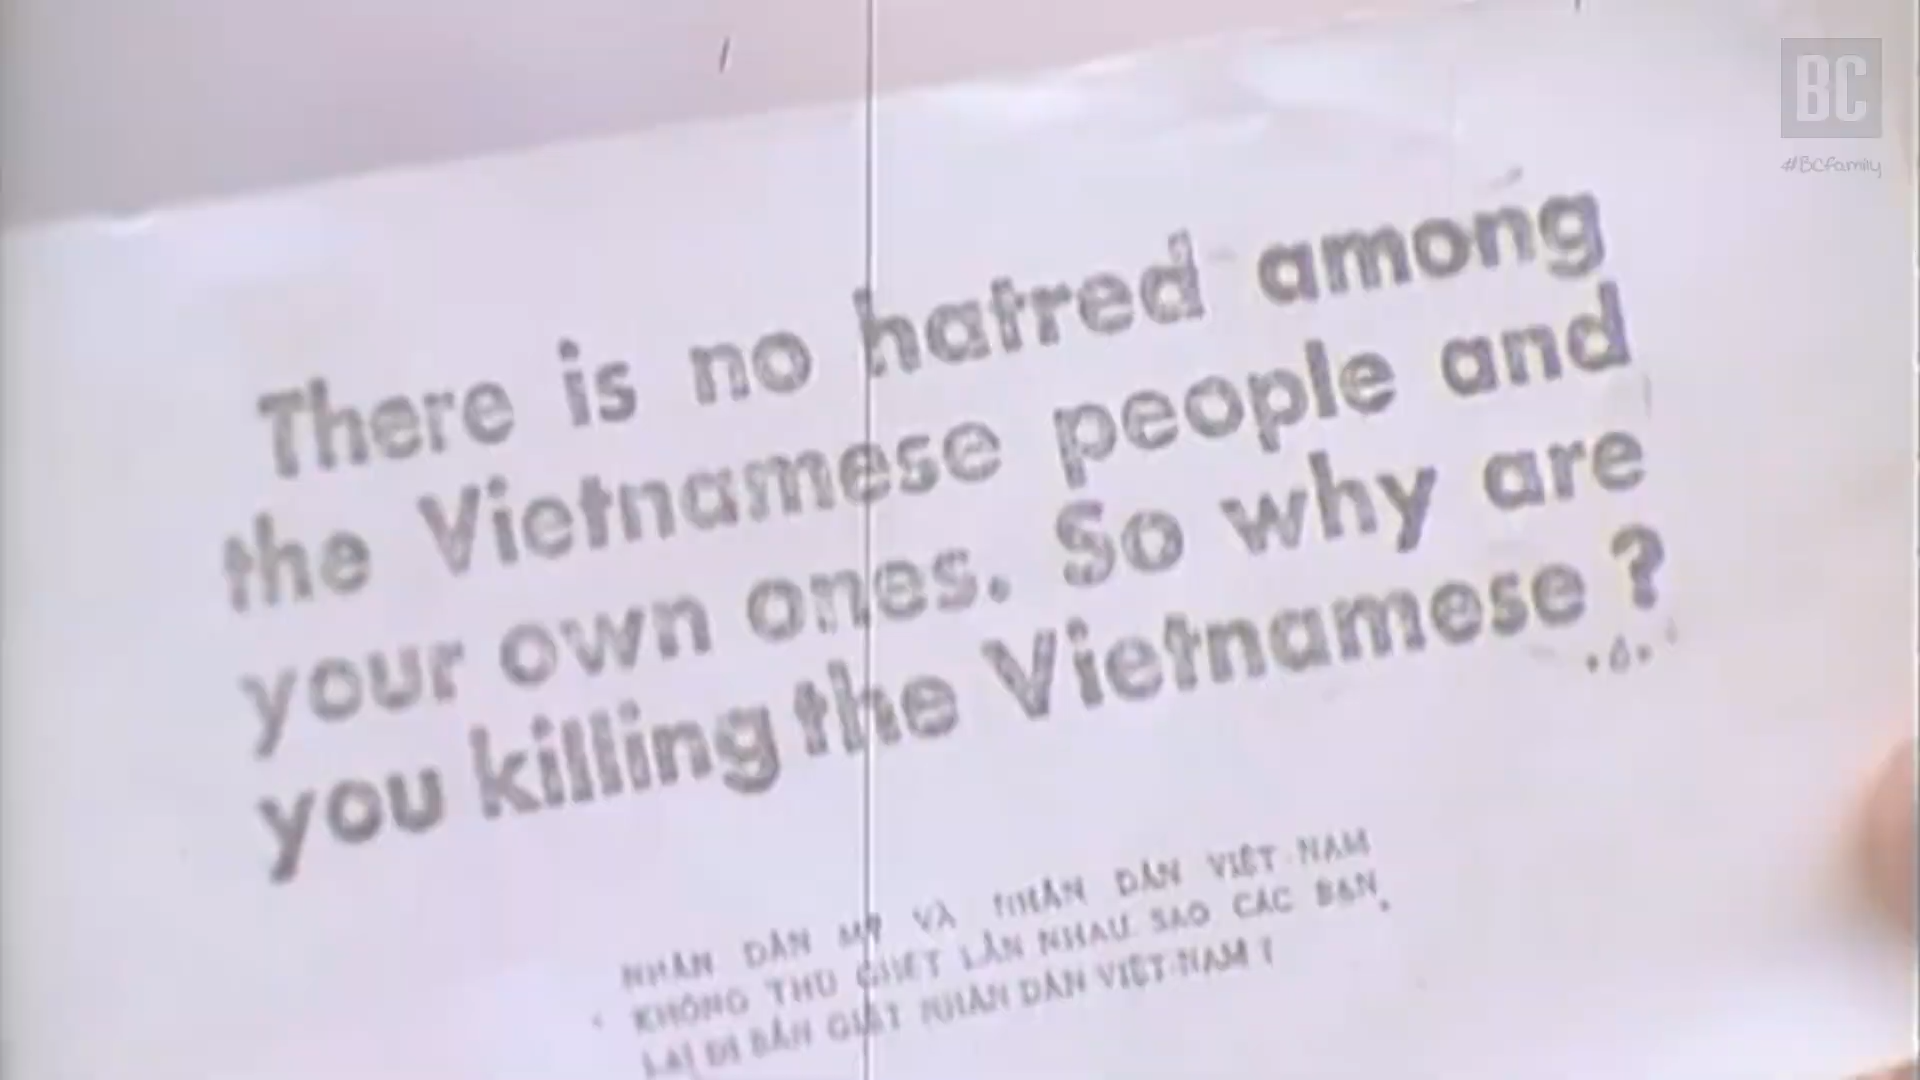 BC
#BCfamily
There is no hatred among
the Vietnamese people and
your own ones. So why are
you killing the Vietnamese?
NHÂN DÂN MỸ VÀ NHÂN DÂN VIỆT-NAM
KHÔNG THÙ GHÉT LẪN NHAU. SAO CÁC BẠN
LẠI ĐI BẮN GIẾT NHÂN DÂN VIỆT-NAM ?